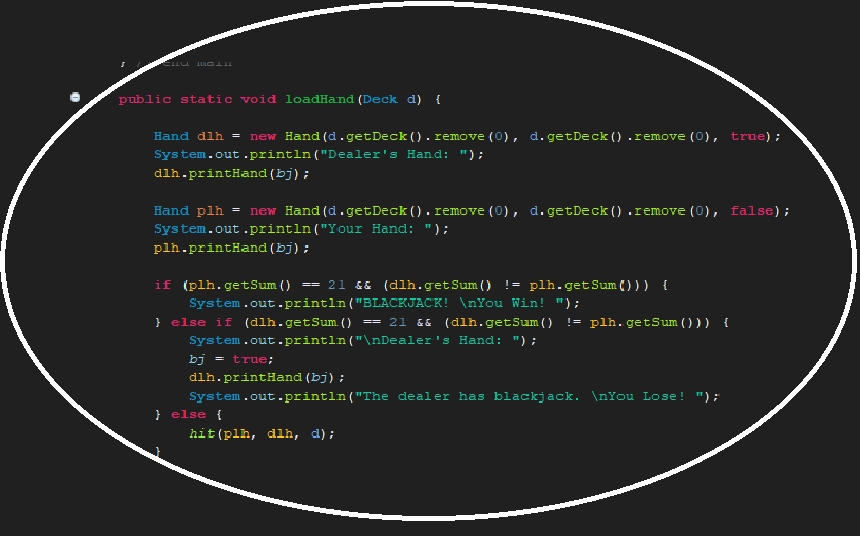 } // end main
public static void loadHand(Deck d) {
Hand dlh = new Hand(d.getDeck().remove(0), d.getDeck().remove(0), true);
System.out.println("Dealer's Hand: ");
dlh.printHand(bj);
Hand plh = new Hand(d.getDeck().remove(0), d.getDeck().remove(0), false);
System.out.println("Your Hand: ");
plh.printHand(bj);
if (plh.getSum() == 21 && (dlh.getSum() != plh.getSum())) {
System.out.println("BLACKJACK! \nYou Win! ");
} else if (dlh.getSum() == 21 && (dlh.getSum() != plh.getSum())) {
System.out.println("\nDealer's Hand: ");
bj = true;
dlh.printHand(bj);
System.out.println("The dealer has blackjack. \nYou Lose! ");
} else {
hit(plh, dlh, d);
}